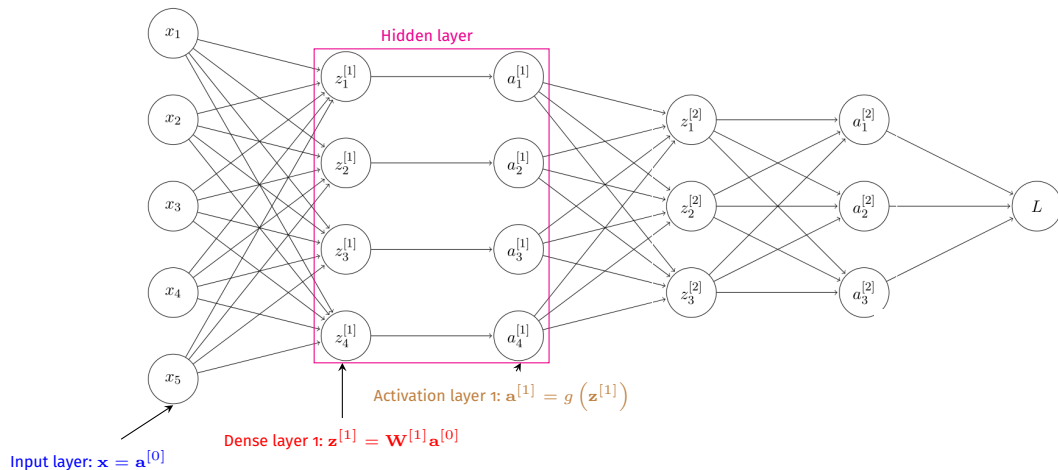 Hidden layer
x₁
x₂
x₃
x₄
x₅
z₁^[1]
z₂^[1]
z₃^[1]
z₄^[1]
a₁^[1]
a₂^[1]
a₃^[1]
a₄^[1]
z₁^[2]
z₂^[2]
z₃^[2]
a₁^[2]
a₂^[2]
a₃^[2]
L
Activation layer 1: a^[1] = g (z^[1])
Dense layer 1: z^[1] = W^[1]a^[0]
Input layer: x = a^[0]